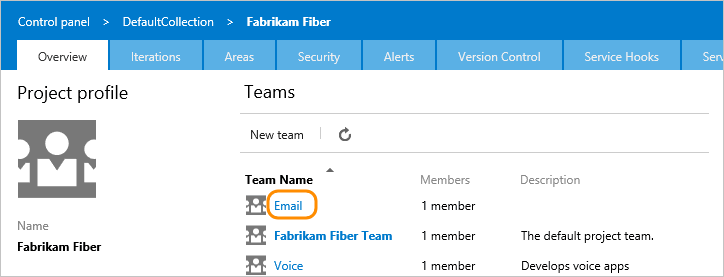 Control panel > DefaultCollection > Fabrikam Fiber
Overview Iterations Areas Security Alerts Version Control Service Hooks Serv
Project profile
Name
Fabrikam Fiber
Teams
New team
Team Name Members Description
Email 1 member
Fabrikam Fiber Team 1 member The default project team.
Voice 1 member Develops voice apps